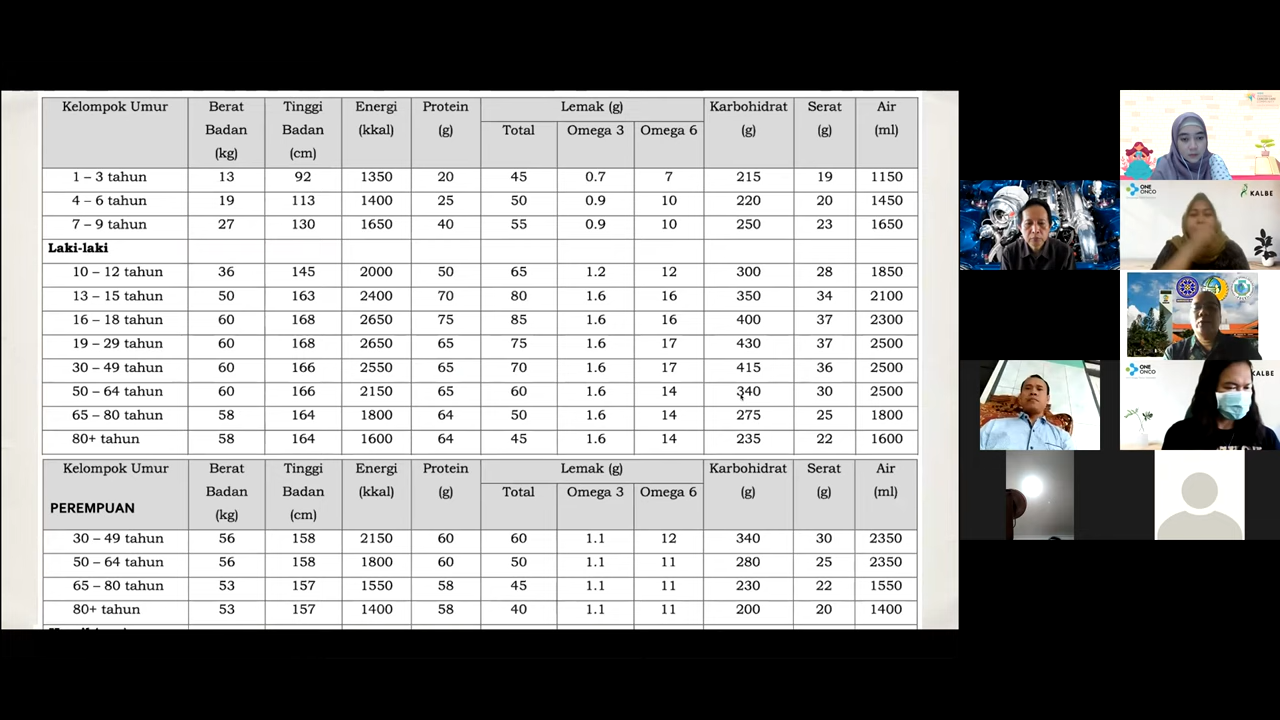 Kelompok Umur Berat Badan (kg) Tinggi Badan (cm) Energi (kkal) Protein (g) Lemak (g) Karbohidrat (g) Serat (g) Air (ml)
Total Omega 3 Omega 6
1 – 3 tahun 13 92 1350 20 45 0.7 7 215 19 1150
4 – 6 tahun 19 113 1400 25 50 0.9 10 220 20 1450
7 – 9 tahun 27 130 1650 40 55 0.9 10 250 23 1650
Laki-laki
10 – 12 tahun 36 145 2000 50 65 1.2 12 300 28 1850
13 – 15 tahun 50 163 2400 70 80 1.6 16 350 34 2100
16 – 18 tahun 60 168 2650 75 85 1.6 16 400 37 2300
19 – 29 tahun 60 168 2650 65 75 1.6 17 430 37 2500
30 – 49 tahun 60 166 2550 65 70 1.6 17 415 36 2500
50 – 64 tahun 60 166 2150 65 60 1.6 14 340 30 2500
65 – 80 tahun 58 164 1800 64 50 1.6 14 275 25 1800
80+ tahun 58 164 1600 64 45 1.6 14 235 22 1600
Kelompok Umur Berat Badan (kg) Tinggi Badan (cm) Energi (kkal) Protein (g) Lemak (g) Karbohidrat (g) Serat (g) Air (ml)
PEREMPUAN Total Omega 3 Omega 6
30 – 49 tahun 56 158 2150 60 60 1.1 12 340 30 2350
50 – 64 tahun 56 158 1800 60 50 1.1 11 280 25 2350
65 – 80 tahun 53 157 1550 58 45 1.1 11 230 22 1550
80+ tahun 53 157 1400 58 40 1.1 11 200 20 1400
ONE ONCO KALBE
ONE ONCO KALBE